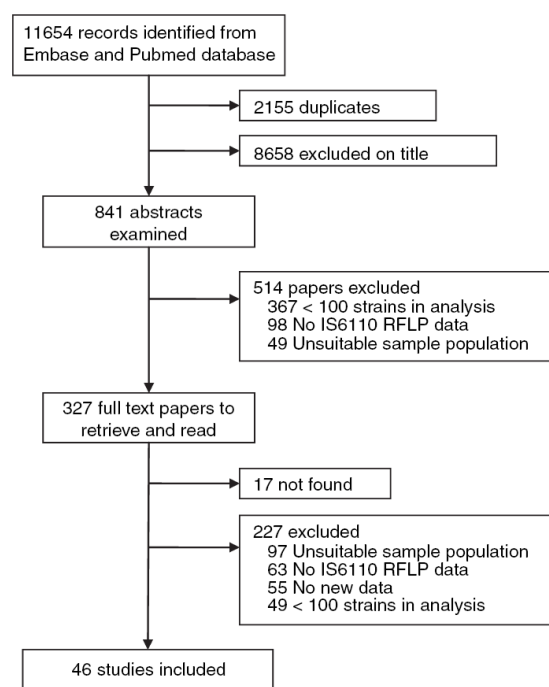 11654 records identified from
Embase and Pubmed database
2155 duplicates
8658 excluded on title
841 abstracts
examined
514 papers excluded
367 < 100 strains in analysis
98 No IS6110 RFLP data
49 Unsuitable sample population
327 full text papers to
retrieve and read
17 not found
227 excluded
97 Unsuitable sample population
63 No IS6110 RFLP data
55 No new data
49 < 100 strains in analysis
46 studies included